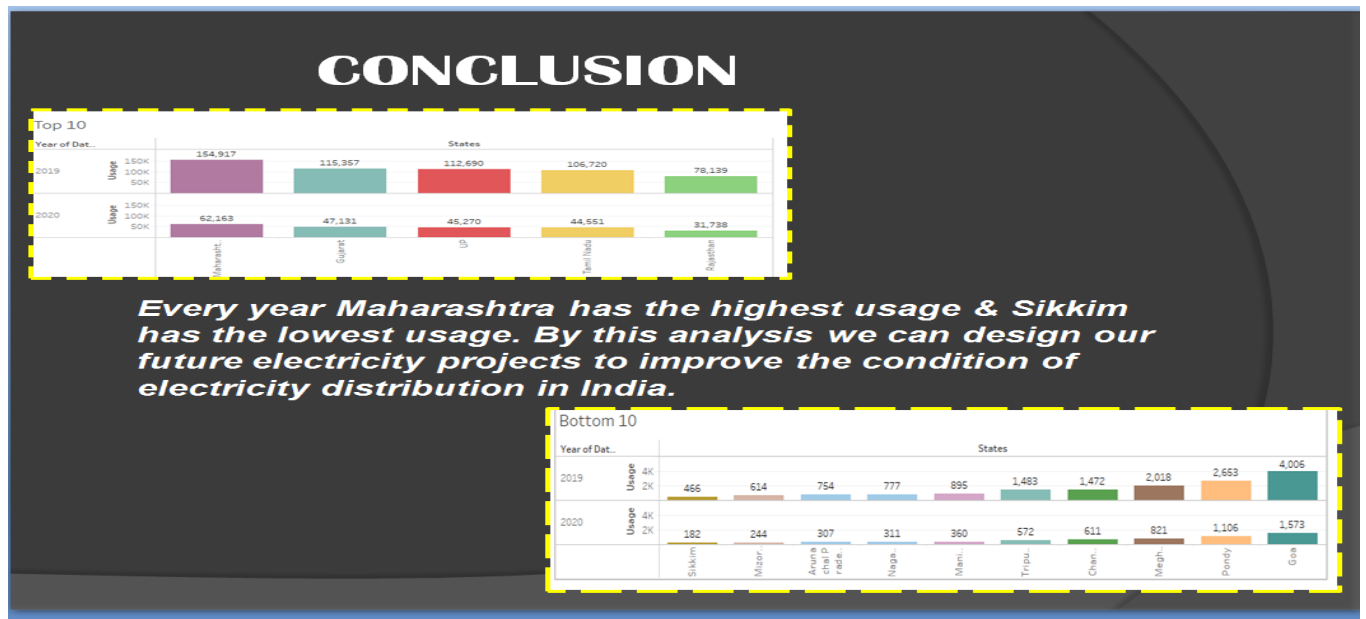 CONCLUSION
Top 10
Year of Dat..
States
2019
Usage
150K
100K
50K
154,917
115,357
112,690
106,720
78,139
2020
Usage
150K
100K
50K
62,163
47,131
45,270
44,551
31,738
Maharasht..
Gujarat
UP
Tamil Nadu
Rajasthan
Every year Maharashtra has the highest usage & Sikkim
has the lowest usage. By this analysis we can design our
future electricity projects to improve the condition of
electricity distribution in India.
Bottom 10
Year of Dat..
States
2019
Usage
4K
2K
466
614
754
777
895
1,483
1,472
2,018
2,653
4,006
2020
Usage
4K
2K
182
244
307
311
360
572
611
821
1,106
1,573
Sikkim
Mizor..
Aruna
chal P
rade..
Naga..
Mani..
Tripu..
Chan..
Megh..
Pondy
Goa